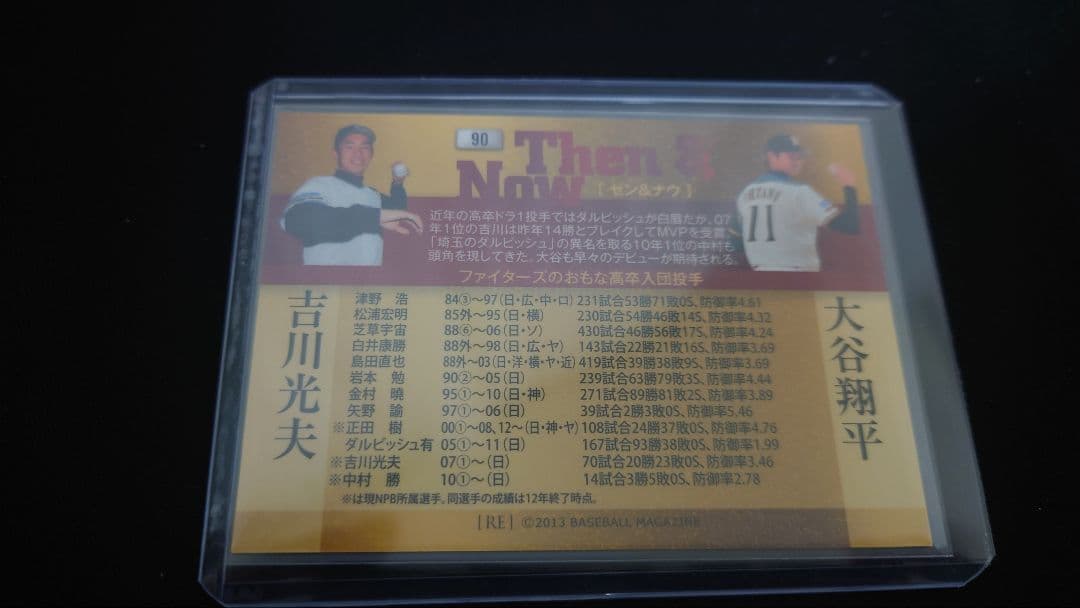 90
Then &
Now [ゼン&ナウ]
OHTANI
11
近年の高卒ドラ1投手ではダルビッシュが白眉だが、07
年1位の吉川は昨年14勝とブレイクしてMVPを受賞。
「埼玉のダルビッシュ」の異名を取る10年1位の中村も
頭角を現してきた。大谷も早々のデビューが期待される。
ファイターズのおもな高卒入団投手
吉川光夫
津野 浩 84③〜97(日・広・中・ロ) 231試合53勝71敗0S、防御率4.61
松浦宏明 85外〜95(日・横) 230試合54勝46敗14S、防御率4.32
芝草宇宙 88⑥〜06(日・ソ) 430試合46勝56敗17S、防御率4.24
白井康勝 88外〜98(日・広・ヤ) 143試合22勝21敗16S、防御率3.69
島田直也 88外〜03(日・洋・横・ヤ・近) 419試合39勝38敗9S、防御率3.69
岩本 勉 90②〜05(日) 239試合63勝79敗3S、防御率4.44
金村 曉 95①〜10(日・神) 271試合89勝81敗2S、防御率3.89
矢野 諭 97①〜06(日) 39試合2勝3敗0S、防御率5.46
※正田 樹 00①〜08、12〜(日・神・ヤ) 108試合24勝37敗0S、防御率4.76
ダルビッシュ有 05①〜11(日) 167試合93勝38敗0S、防御率1.99
※吉川光夫 07①〜(日) 70試合20勝23敗0S、防御率3.46
※中村 勝 10①〜(日) 14試合3勝5敗0S、防御率2.78
※は現NPB所属選手。同選手の成績は12年終了時点。
大谷翔平
[RE] ©2013 BASEBALL MAGAZINE